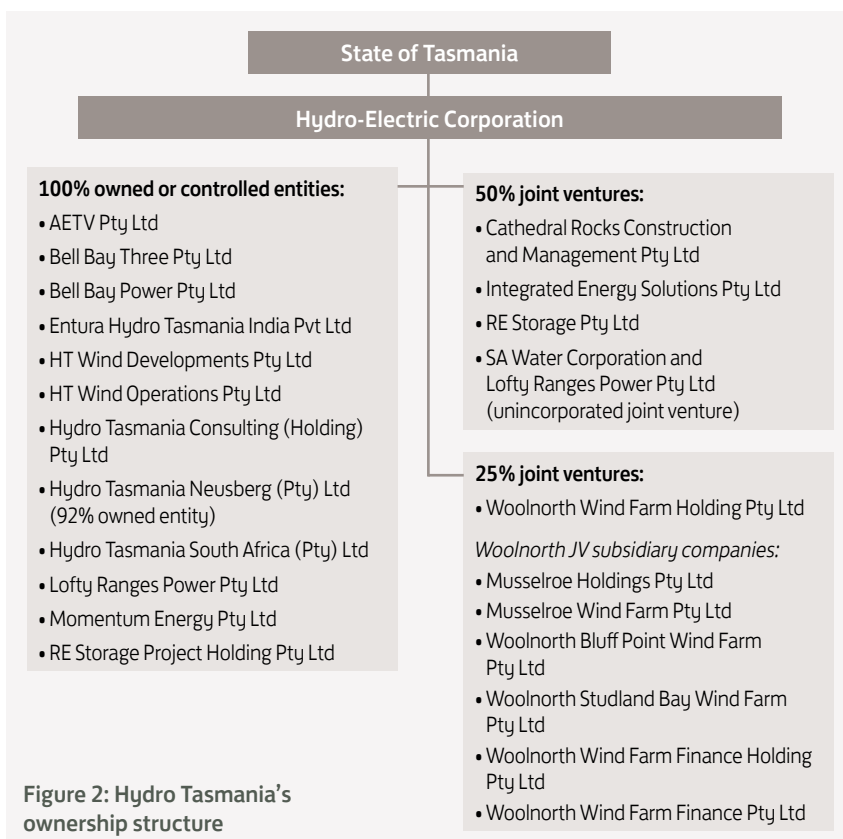 State of Tasmania
Hydro-Electric Corporation
100% owned or controlled entities:
• AETV Pty Ltd
• Bell Bay Three Pty Ltd
• Bell Bay Power Pty Ltd
• Entura Hydro Tasmania India Pvt Ltd
• HT Wind Developments Pty Ltd
• HT Wind Operations Pty Ltd
• Hydro Tasmania Consulting (Holding)
Pty Ltd
• Hydro Tasmania Neusberg (Pty) Ltd
(92% owned entity)
• Hydro Tasmania South Africa (Pty) Ltd
• Lofty Ranges Power Pty Ltd
• Momentum Energy Pty Ltd
• RE Storage Project Holding Pty Ltd
50% joint ventures:
• Cathedral Rocks Construction
and Management Pty Ltd
• Integrated Energy Solutions Pty Ltd
• RE Storage Pty Ltd
• SA Water Corporation and
Lofty Ranges Power Pty Ltd
(unincorporated joint venture)
25% joint ventures:
• Woolnorth Wind Farm Holding Pty Ltd
Woolnorth JV subsidiary companies:
• Musselroe Holdings Pty Ltd
• Musselroe Wind Farm Pty Ltd
• Woolnorth Bluff Point Wind Farm
Pty Ltd
• Woolnorth Studland Bay Wind Farm
Pty Ltd
• Woolnorth Wind Farm Finance Holding
Pty Ltd
• Woolnorth Wind Farm Finance Pty Ltd
Figure 2: Hydro Tasmania's
ownership structure